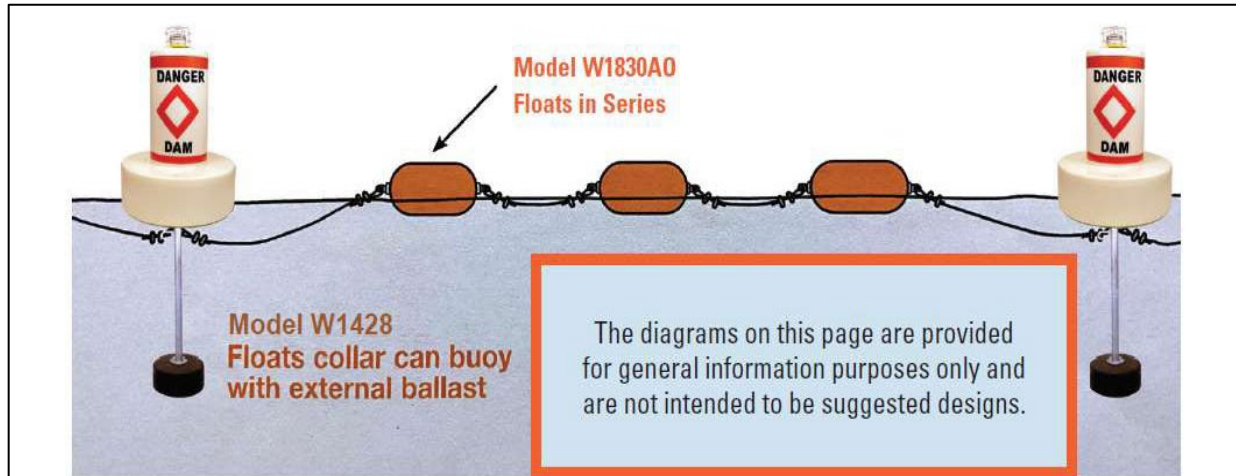 DANGER
DAM
Model W1830AO
Floats in Series
DANGER
DAM
Model W1428
Floats collar can buoy
with external ballast
The diagrams on this page are provided
for general information purposes only and
are not intended to be suggested designs.